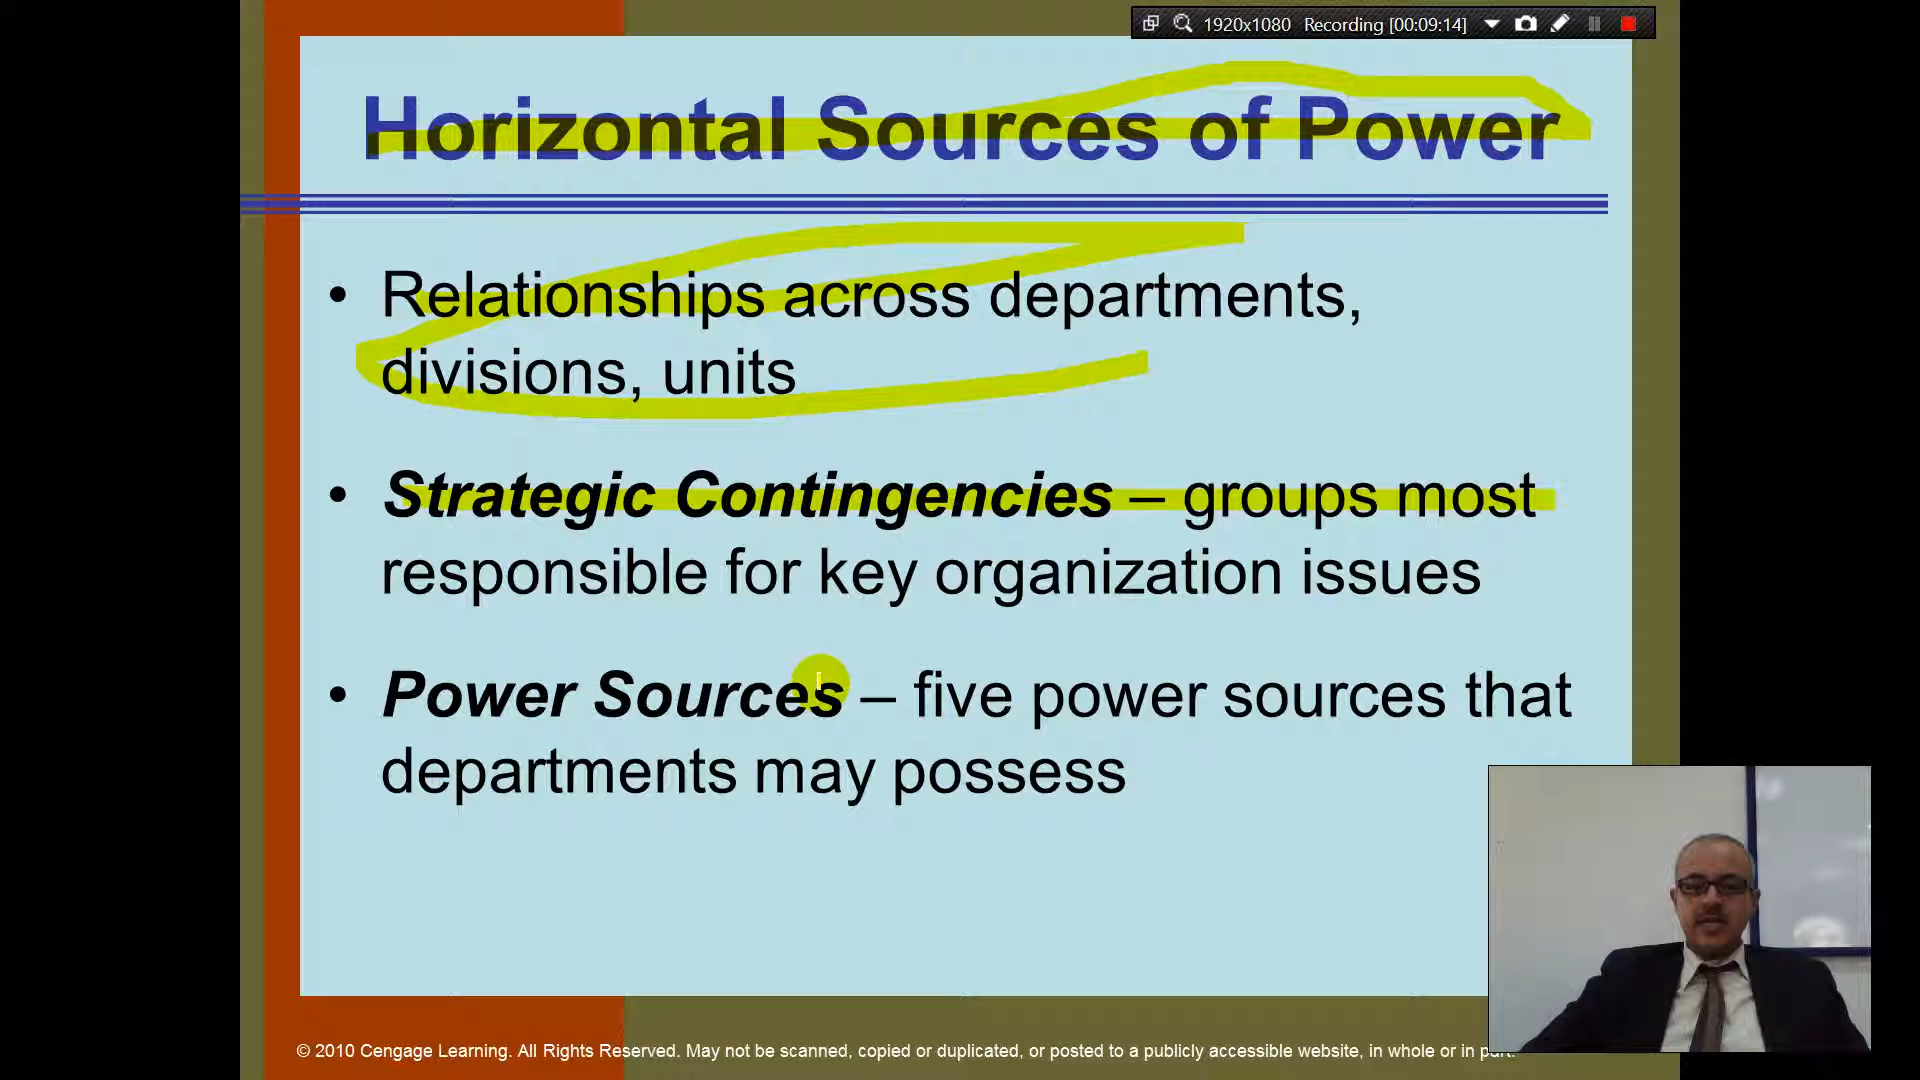 1920x1080 Recording [00:09:14]
Horizontal Sources of Power
• Relationships across departments,
divisions, units
• Strategic Contingencies – groups most
responsible for key organization issues
• Power Sources – five power sources that
departments may possess
© 2010 Cengage Learning. All Rights Reserved. May not be scanned, copied or duplicated, or posted to a publicly accessible website, in whole or in part.